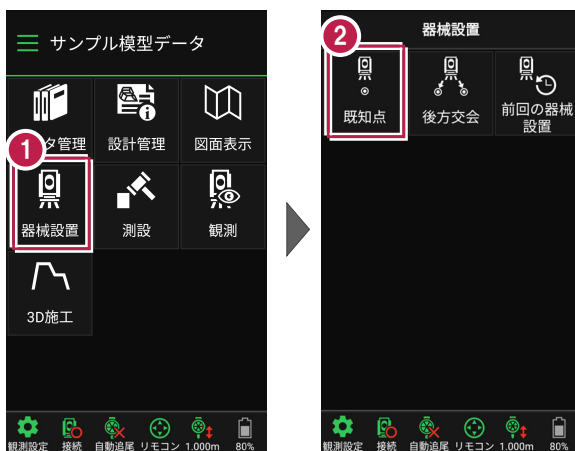 サンプル模型データ
タ管理
設計管理
図面表示
1
器械設置
測設
観測
3D施工
観測設定
接続
自動追尾
リモコン
1.000m
80%
2
器械設置
既知点
後方交会
前回の器械
設置
観測設定
接続
自動追尾
リモコン
1.000m
80%